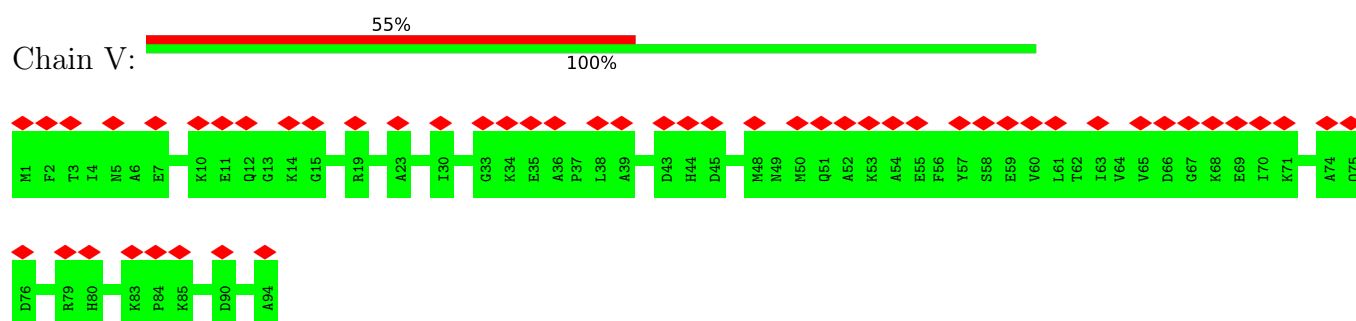 55%
Chain V:
100%
M1 F2 T3 I4 N5 A6 E7 K10 E11 Q12 G13 K14 G15 R19 A23 I30 G33 K34 E35 A36 P37 L38 A39 D43 H44 D45 M48 N49 M50 Q51 A52 K53 A54 E55 F56 Y57 S58 E59 V60 L61 T62 I63 V64 V65 D66 G67 K68 E69 I70 K71 A74 Q75
D76 R79 H80 K83 P84 K85 D90 A94